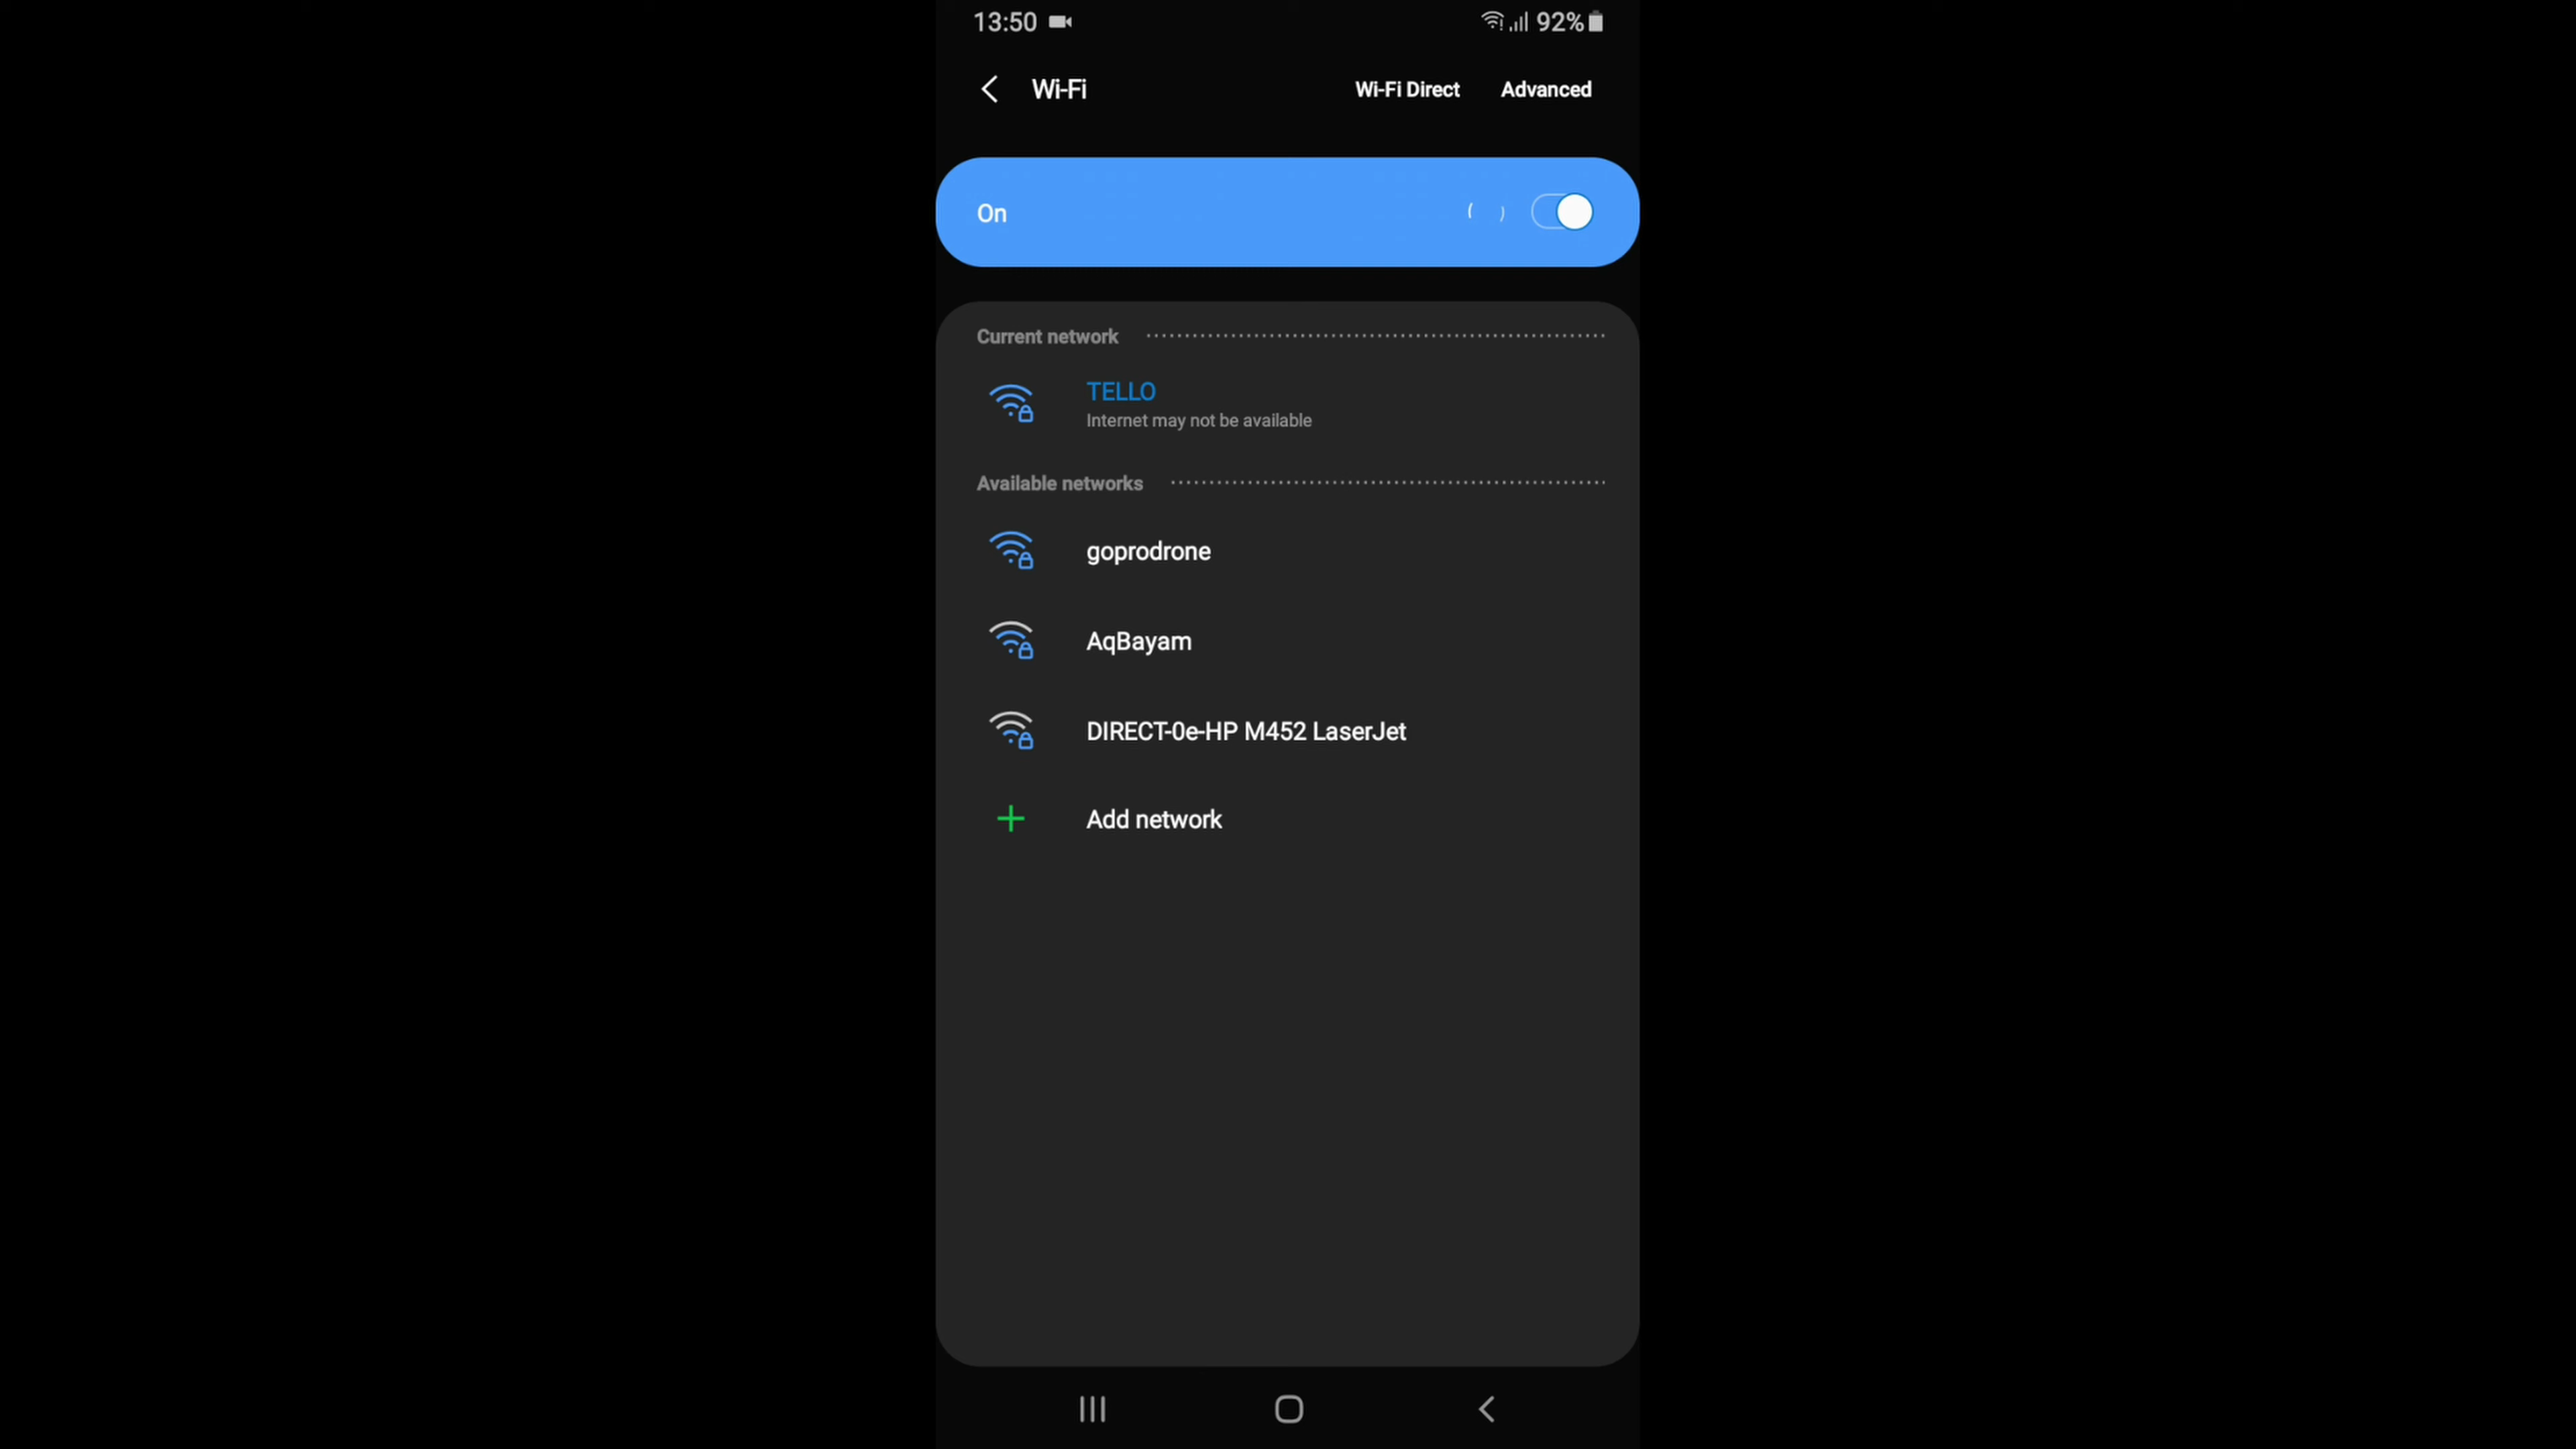 13:50 92%
Wi-Fi Wi-Fi Direct Advanced
On
Current network
TELLO
Internet may not be available
Available networks
goprodrone
AqBayam
DIRECT-0e-HP M452 LaserJet
Add network